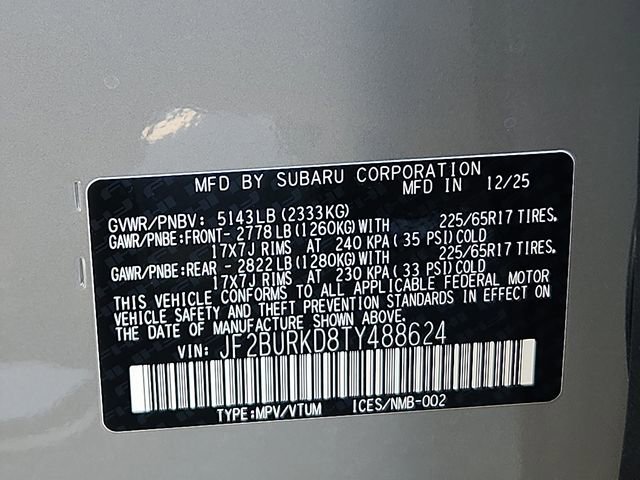 MFD BY SUBARU CORPORATION
MFD IN 12/25
GVWR/PNBV: 5143LB (2333KG)
GAWR/PNBE:FRONT- 2778 LB (1260KG) WITH 225/65R17 TIRES.
17X7J RIMS AT 240 KPA (35 PSI) COLD
GAWR/PNBE:REAR - 2822 LB (1280KG) WITH 225/65R17 TIRES.
17X7J RIMS AT 230 KPA (33 PSI) COLD
THIS VEHICLE CONFORMS TO ALL APPLICABLE FEDERAL MOTOR
VEHICLE SAFETY AND THEFT PREVENTION STANDARDS IN EFFECT ON
THE DATE OF MANUFACTURE SHOWN ABOVE.
VIN: JF2BURKD8TY488624
TYPE:MPV/VTUM ICES/NMB-002